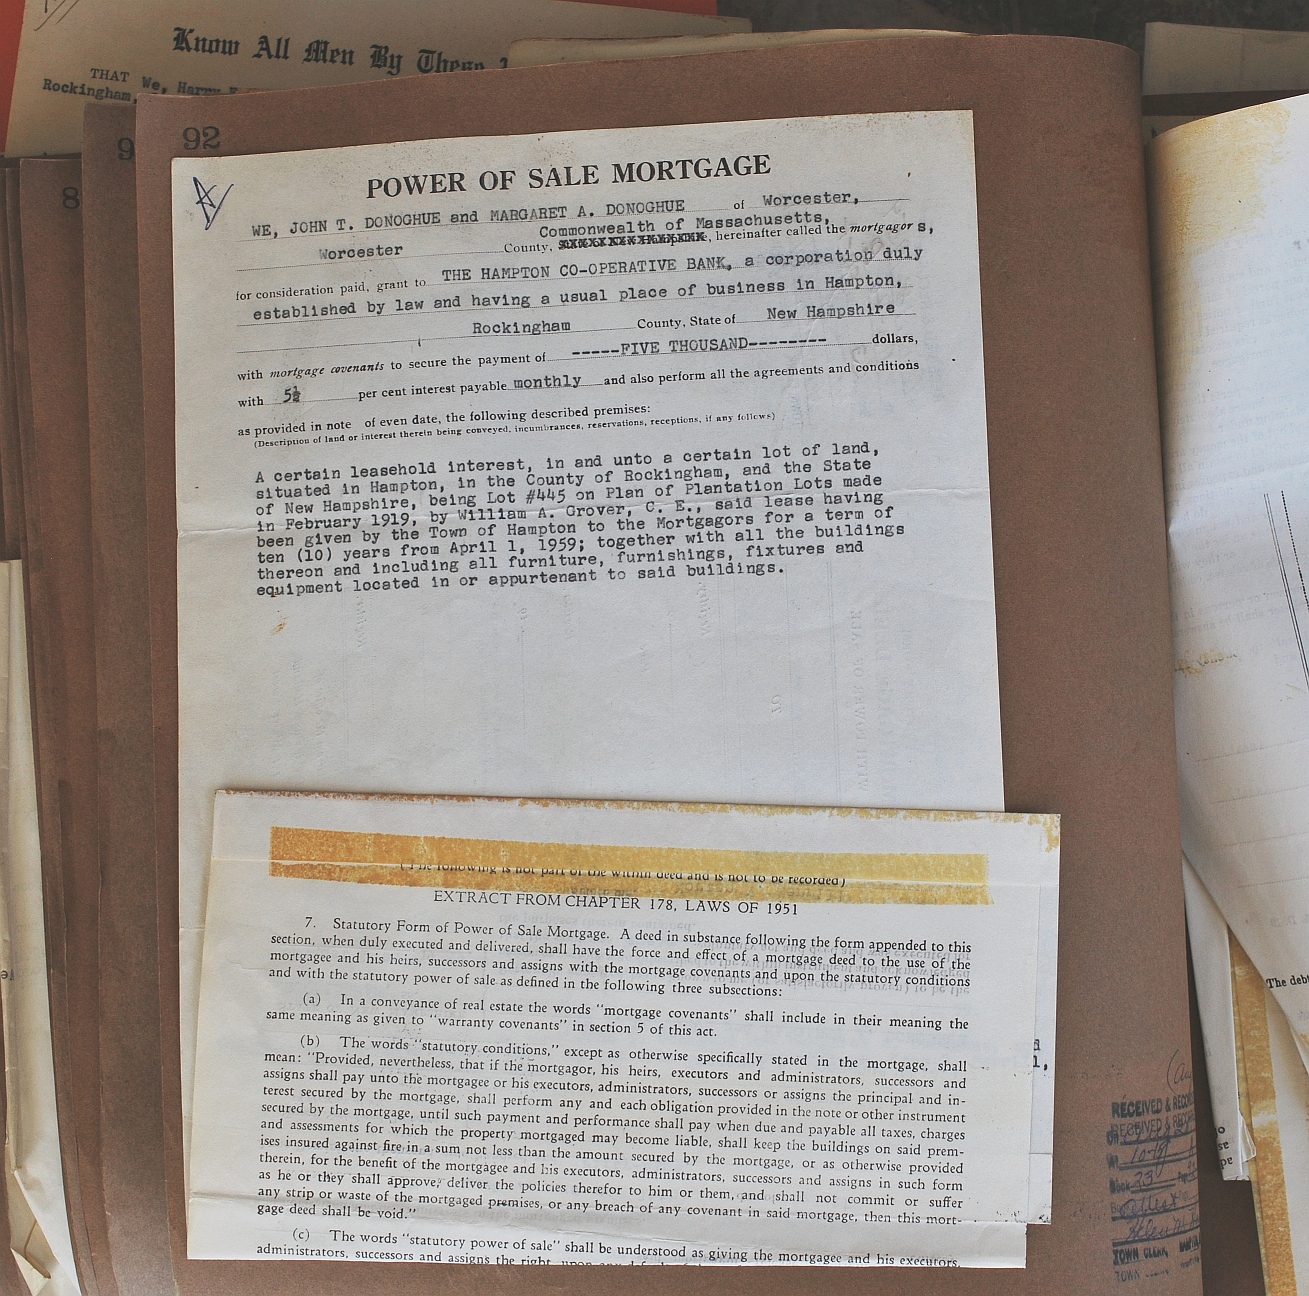 Know All Men By These
THAT We, Harry
Rockingham,
8
9
92
POWER OF SALE MORTGAGE
WE, JOHN T. DONOGHUE and MARGARET A. DONOGHUE of Worcester,
Commonwealth of Massachusetts,
Worcester County, hereinafter called the mortgagors,
for consideration paid, grant to THE HAMPTON CO-OPERATIVE BANK, a corporation duly
established by law and having a usual place of business in Hampton,
Rockingham County, State of New Hampshire
with mortgage covenants to secure the payment of -----FIVE THOUSAND-------- dollars,
with 5½ per cent interest payable monthly and also perform all the agreements and conditions
as provided in note of even date, the following described premises:
(Description of land or interest therein being conveyed, incumbrances, reservations, receptions, if any follows)
A certain leasehold interest, in and unto a certain lot of land,
situated in Hampton, in the County of Rockingham, and the State
of New Hampshire, being Lot #445 on Plan of Plantation Lots made
in February 1919, by William A. Grover, C. E., said lease having
been given by the Town of Hampton to the Mortgagors for a term of
ten (10) years from April 1, 1959; together with all the buildings
thereon and including all furniture, furnishings, fixtures and
equipment located in or appurtenant to said buildings.
(The following is not part of the within deed and is not to be recorded)
EXTRACT FROM CHAPTER 178, LAWS OF 1951
7. Statutory Form of Power of Sale Mortgage. A deed in substance following the form appended to this
section, when duly executed and delivered, shall have the force and effect of a mortgage deed to the use of the
mortgagee and his heirs, successors and assigns with the mortgage covenants and upon the statutory conditions
and with the statutory power of sale as defined in the following three subsections:
(a) In a conveyance of real estate the words "mortgage covenants" shall include in their meaning the
same meaning as given to "warranty covenants" in section 5 of this act.
(b) The words "statutory conditions," except as otherwise specifically stated in the mortgage, shall
mean: "Provided, nevertheless, that if the mortgagor, his heirs, executors and administrators, successors and
assigns shall pay unto the mortgagee or his executors, administrators, successors or assigns the principal and in-
terest secured by the mortgage, shall perform any and each obligation provided in the note or other instrument
secured by the mortgage, until such payment and performance shall pay when due and payable all taxes, charges
and assessments for which the property mortgaged may become liable, shall keep the buildings on said prem-
ises insured against fire in a sum not less than the amount secured by the mortgage, or as otherwise provided
therein, for the benefit of the mortgagee and his executors, administrators, successors and assigns in such form
as he or they shall approve, deliver the policies therefor to him or them, and shall not commit or suffer
any strip or waste of the mortgaged premises, or any breach of any covenant in said mortgage, then this mort-
gage deed shall be void."
(c) The words "statutory power of sale" shall be understood as giving the mortgagee and his executors,
administrators, successors and assigns the right, upon any
The debt
RECEIVED &
RECEIVED &
TOWN CLERK,
TOWN